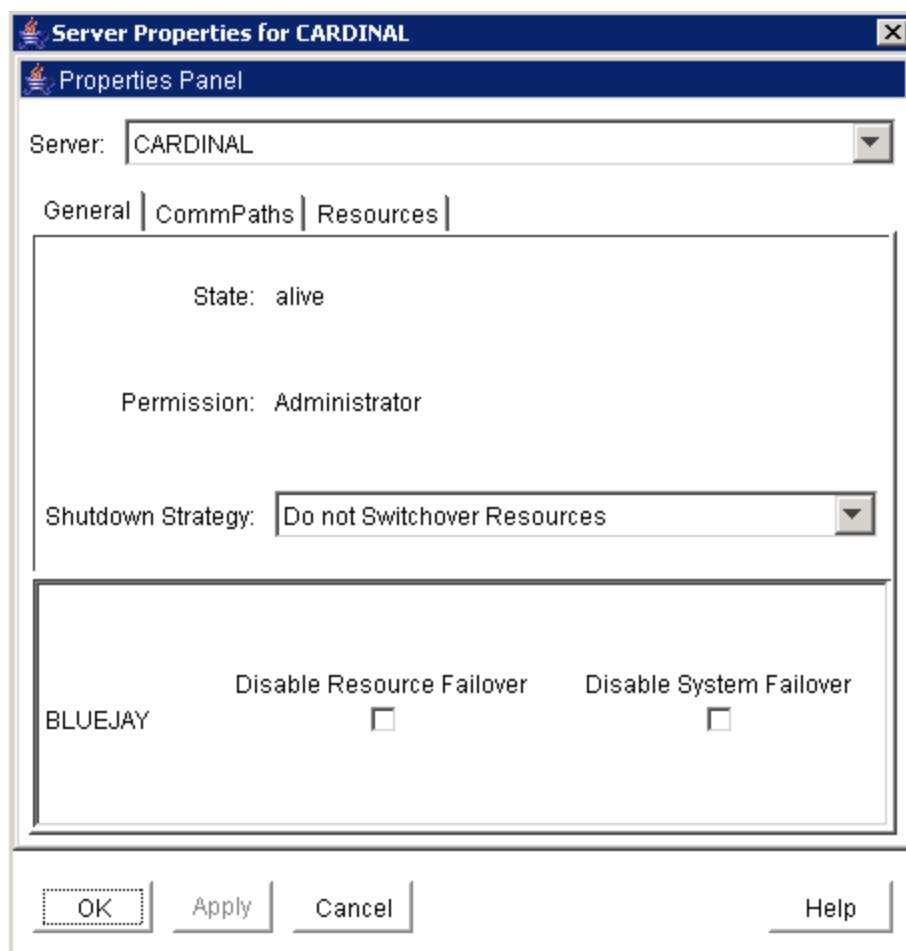 Server Properties for CARDINAL
Properties Panel
Server: CARDINAL
General CommPaths Resources
State: alive
Permission: Administrator
Shutdown Strategy: Do not Switchover Resources
Disable Resource Failover Disable System Failover
BLUEJAY
OK Apply Cancel Help